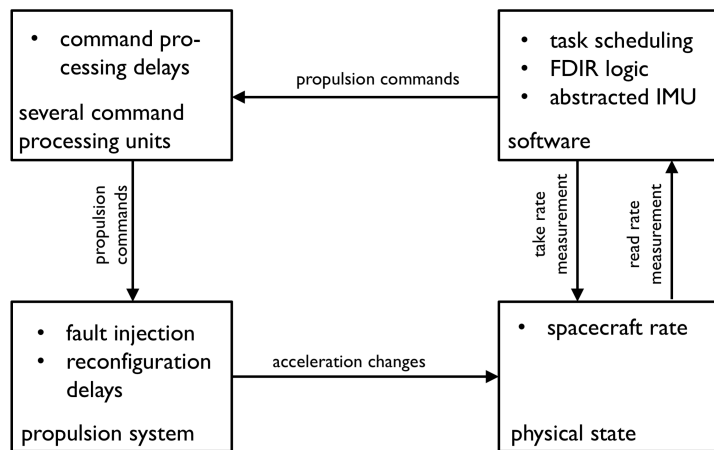 • command pro-
cessing delays
several command
processing units
propulsion commands
• task scheduling
• FDIR logic
• abstracted IMU
software
propulsion
commands
take rate
measurement
read rate
measurement
• fault injection
• reconfiguration
delays
propulsion system
acceleration changes
• spacecraft rate
physical state